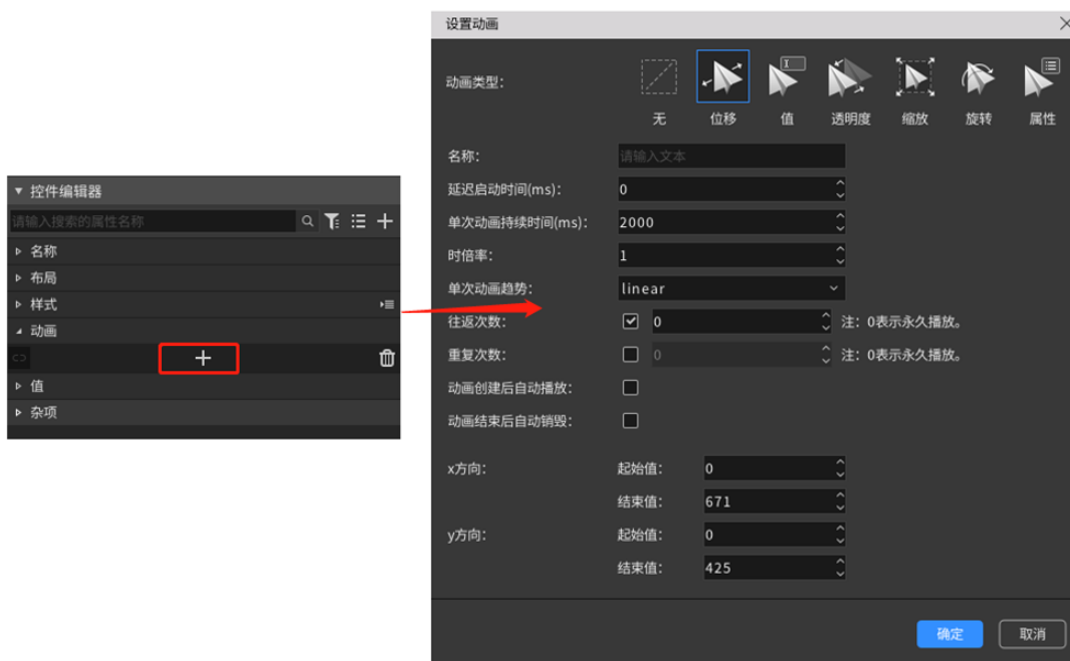 控件编辑器
请输入搜索的属性名称
名称
布局
样式
动画
值
杂项
设置动画
动画类型:
无 位移 值 透明度 缩放 旋转 属性
名称: 请输入文本
延迟启动时间(ms): 0
单次动画持续时间(ms): 2000
时倍率: 1
单次动画趋势: linear
往返次数: 0 注: 0表示永久播放。
重复次数: 0 注: 0表示永久播放。
动画创建后自动播放:
动画结束后自动销毁:
x方向: 起始值: 0
结束值: 671
y方向: 起始值: 0
结束值: 425
确定 取消